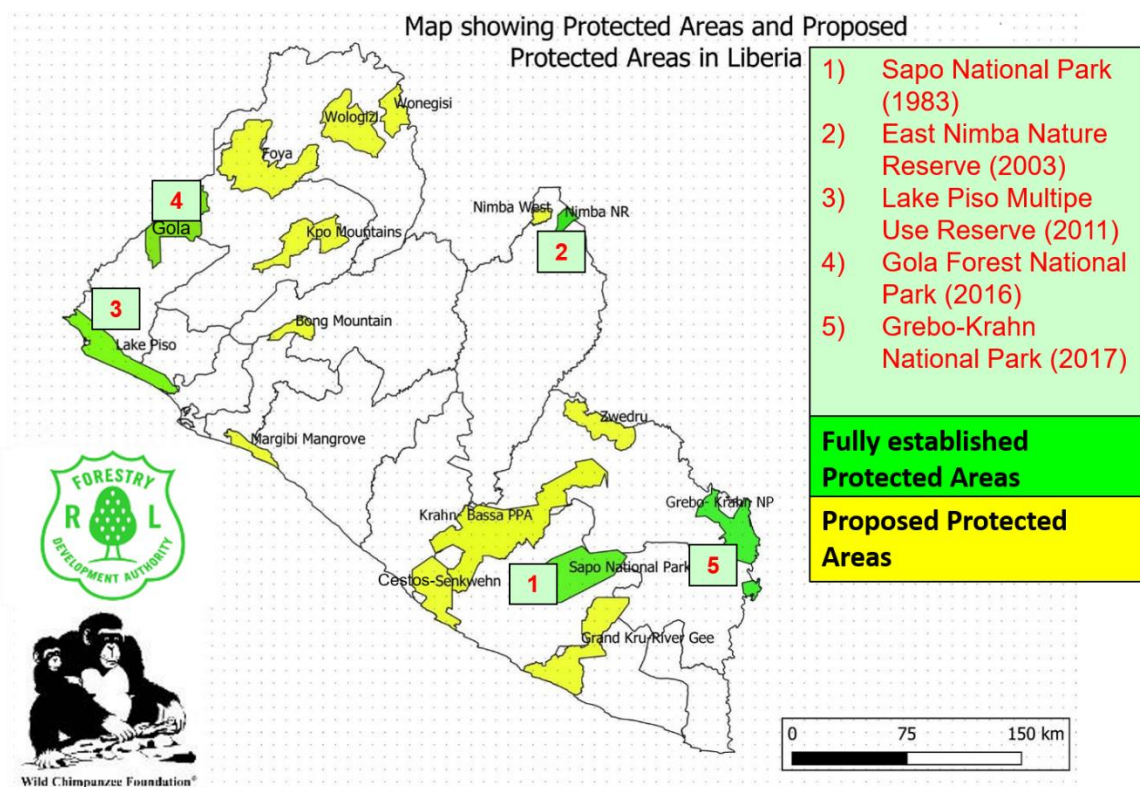 Map showing Protected Areas and Proposed
Protected Areas in Liberia
1) Sapo National Park
(1983)
2) East Nimba Nature
Reserve (2003)
3) Lake Piso Multipe
Use Reserve (2011)
4) Gola Forest National
Park (2016)
5) Grebo-Krahn
National Park (2017)
Fully established
Protected Areas
Proposed Protected
Areas
Wonegisi
Wologizi
Foya
4
Gola
Kpo Mountains
Nimba West
Nimba NR
2
3
Lake Piso
Bong Mountain
Margibi Mangrove
Zwedru
Krahn- Bassa PPA
Grebo- Krahn NP
Cestos-Senkwehn
1
Sapo National Park
5
Grand Kru-River Gee
FORESTRY
R L
DEVELOPMENT AUTHORITY
Wild Chimpanzee Foundation®
0 75 150 km